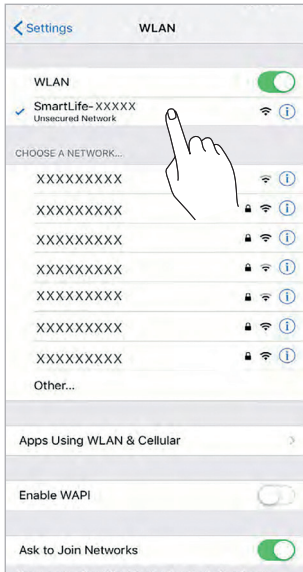 Settings WLAN
WLAN
SmartLife-XXXXX
Unsecured Network
CHOOSE A NETWORK...
XXXXXXXXX
XXXXXXXXX
XXXXXXXXX
XXXXXXXXX
XXXXXXXXX
XXXXXXXXX
XXXXXXXXX
Other...
Apps Using WLAN & Cellular
Enable WAPI
Ask to Join Networks